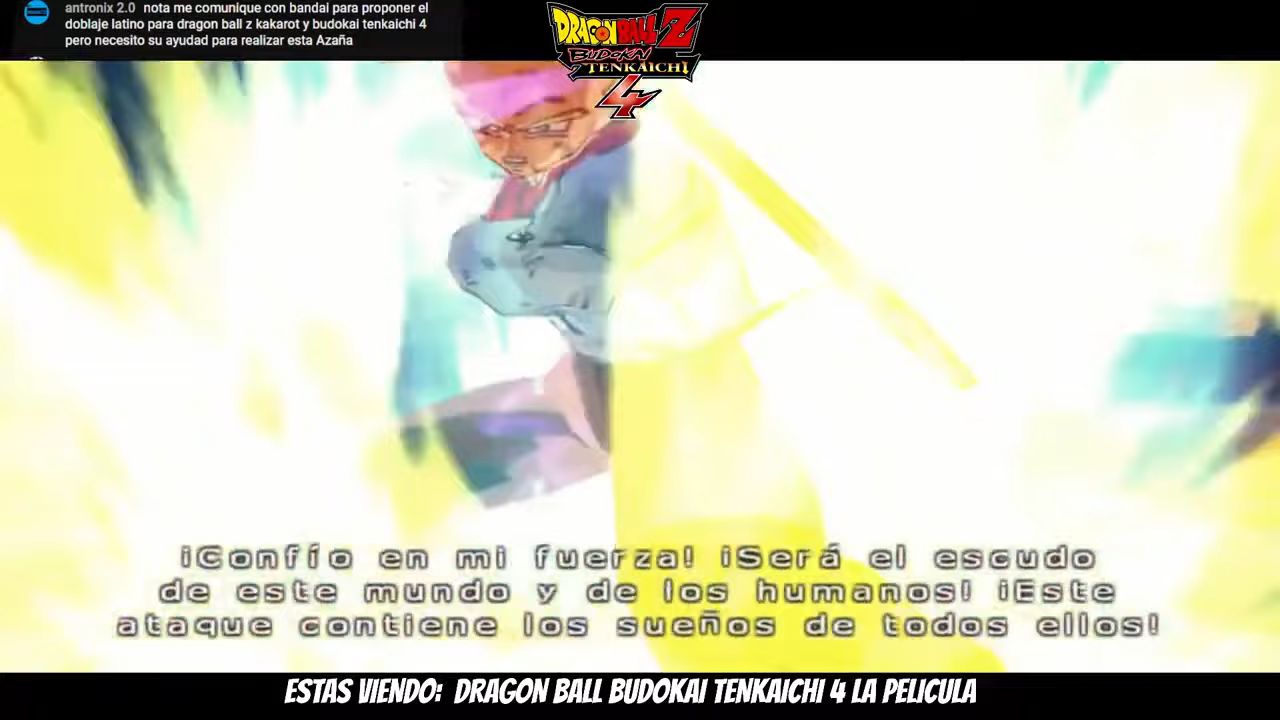 antronix 2.0 nota me comunique con bandai para proponer el
doblaje latino para dragon ball z kakarot y budokai tenkaichi 4
pero necesito su ayudad para realizar esta Azaña
DRAGON BALL Z
BUDOKAI
TENKAICHI
4
¡Confío en mi fuerza! ¡Será el escudo
de este mundo y de los humanos! ¡Este
ataque contiene los sueños de todos ellos!
ESTAS VIENDO: DRAGON BALL BUDOKAI TENKAICHI 4 LA PELICULA